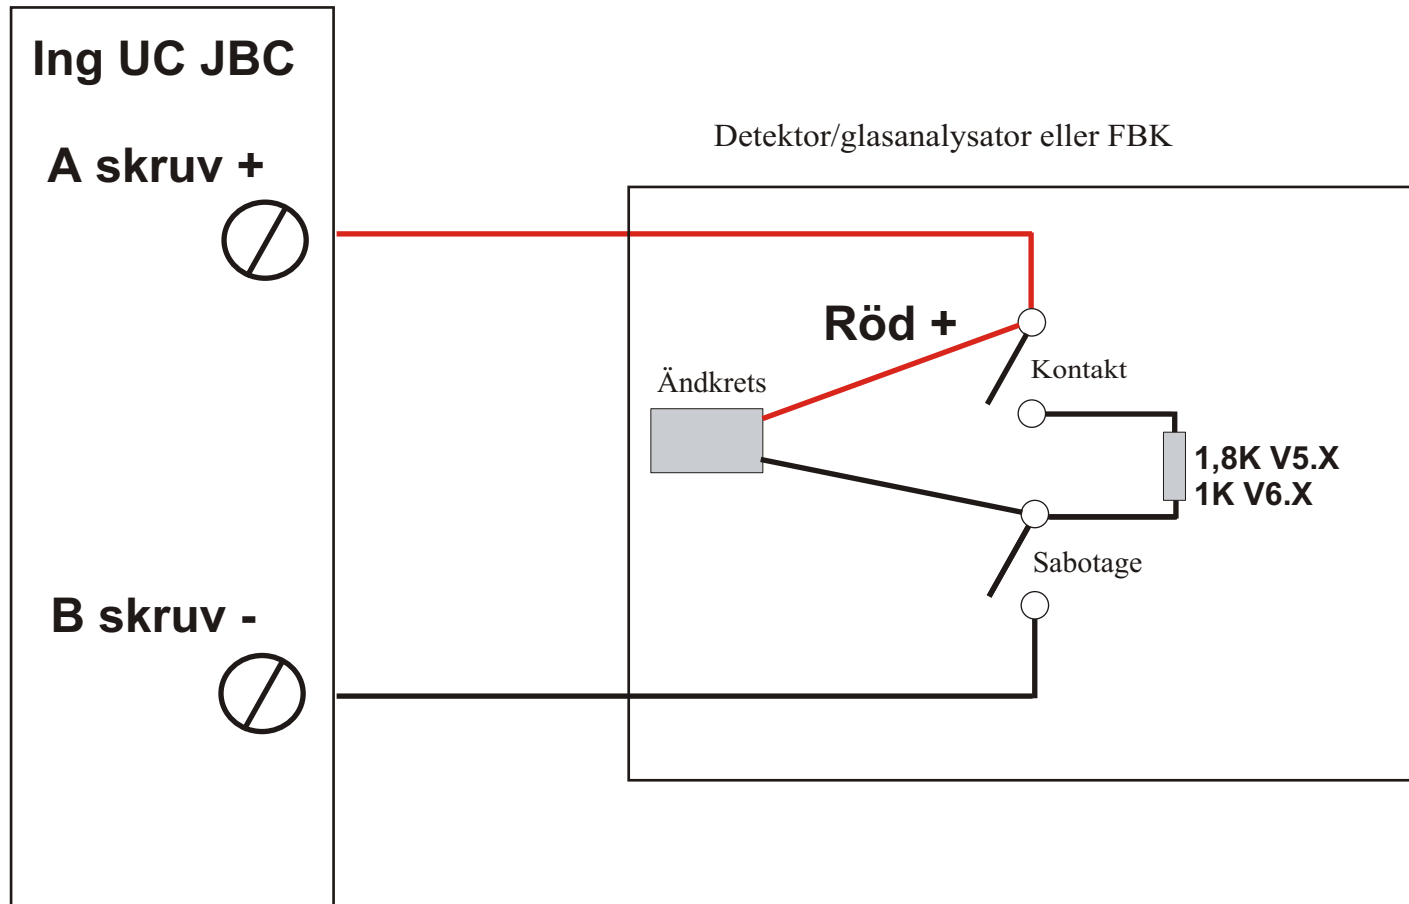 Ing UC JBC
A skruv +
Detektor/glasanalysator eller FBK
Röd +
Kontakt
Ändkrets
1,8K V5.X
1K V6.X
Sabotage
B skruv -